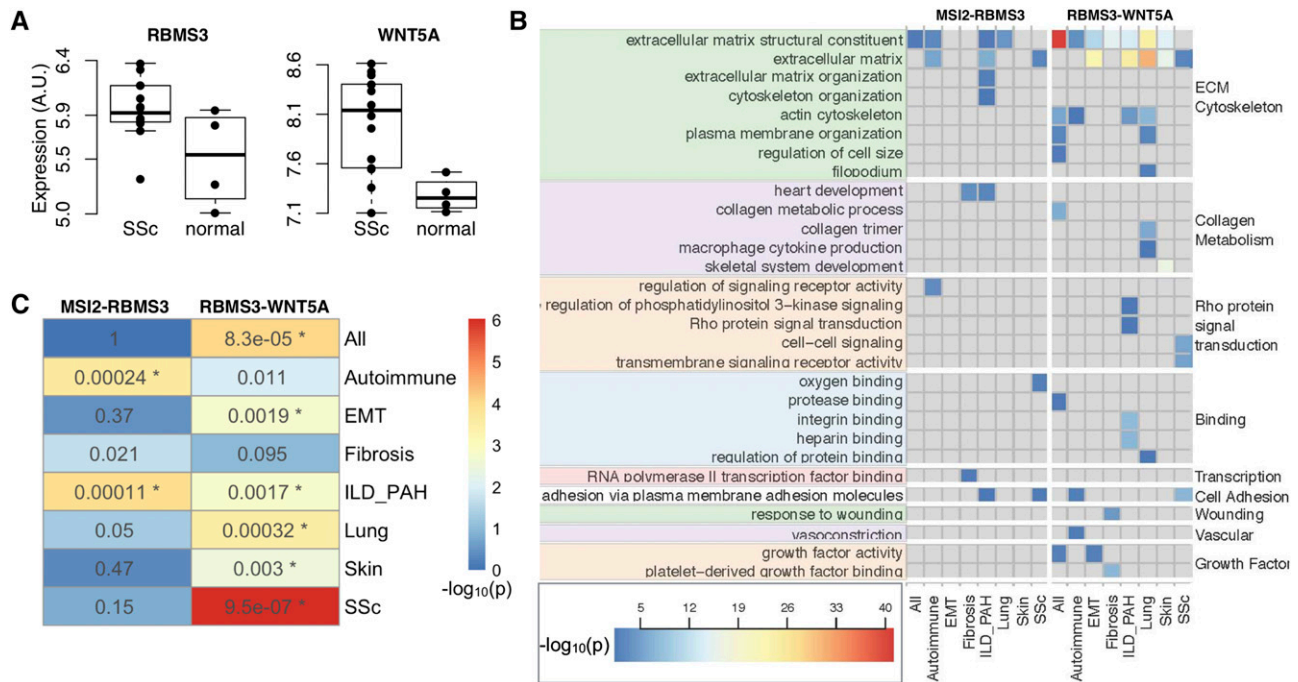 A
RBMS3
WNT5A
Expression (A.U.)
6.4
5.9
5.5
5.0
8.6
8.1
7.6
7.1
SSc
normal
SSc
normal
B
MSI2-RBMS3
RBMS3-WNT5A
extracellular matrix structural constituent
extracellular matrix
extracellular matrix organization
cytoskeleton organization
actin cytoskeleton
plasma membrane organization
regulation of cell size
filopodium
ECM
Cytoskeleton
heart development
collagen metabolic process
collagen trimer
macrophage cytokine production
skeletal system development
Collagen
Metabolism
regulation of signaling receptor activity
regulation of phosphatidylinositol 3−kinase signaling
Rho protein signal transduction
cell−cell signaling
transmembrane signaling receptor activity
Rho protein
signal
transduction
oxygen binding
protease binding
integrin binding
heparin binding
regulation of protein binding
Binding
RNA polymerase II transcription factor binding
Transcription
adhesion via plasma membrane adhesion molecules
Cell Adhesion
response to wounding
Wounding
vasoconstriction
Vascular
growth factor activity
platelet−derived growth factor binding
Growth Factor
All
Autoimmune
EMT
Fibrosis
ILD_PAH
Lung
Skin
SSc
All
Autoimmune
EMT
Fibrosis
ILD_PAH
Lung
Skin
SSc
-log10(p)
5 12 19 26 33 40
C
MSI2-RBMS3 RBMS3-WNT5A
1 8.3e-05 * All
0.00024 * 0.011 Autoimmune
0.37 0.0019 * EMT
0.021 0.095 Fibrosis
0.00011 * 0.0017 * ILD_PAH
0.05 0.00032 * Lung
0.47 0.003 * Skin
0.15 9.5e-07 * SSc
6
5
4
3
2
1
0
-log10(p)